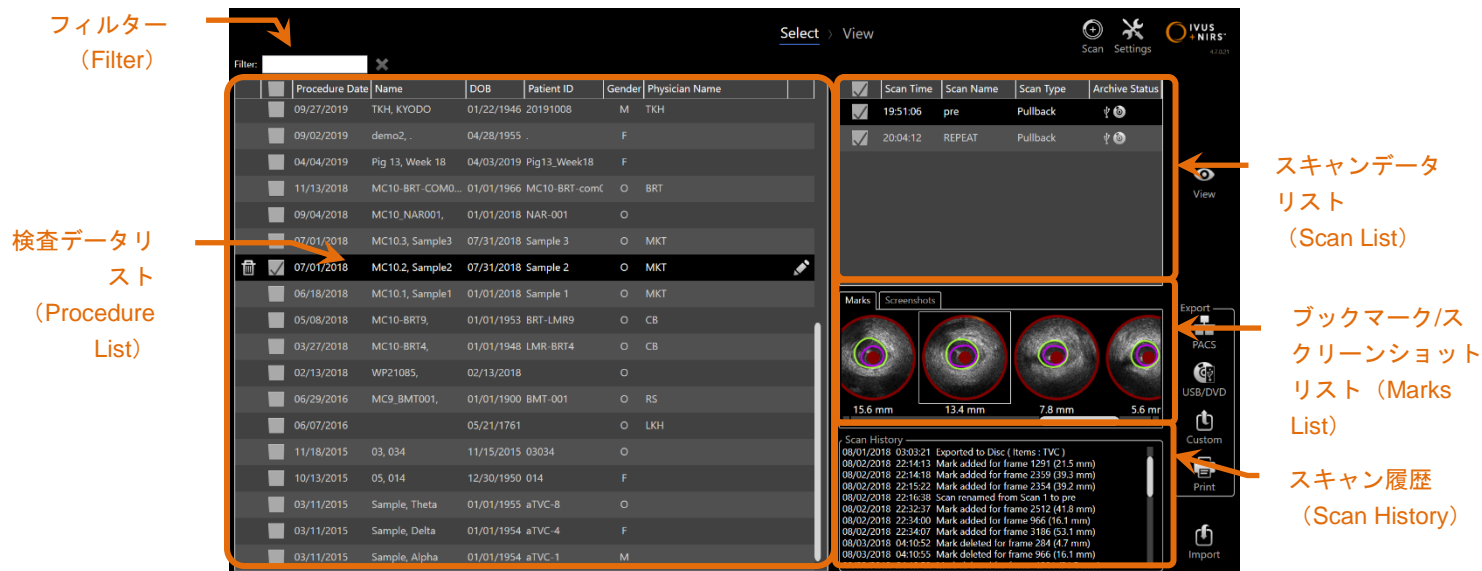 フィルター
（Filter）
検査データリ
スト
（Procedure
List）
Select 〉 View
Scan
Settings
IVUS
+NIRS
4.7.0.21
Filter:
Procedure Date Name DOB Patient ID Gender Physician Name
09/27/2019 TKH, KYODO 01/22/1946 20191008 M TKH
09/02/2019 demo2, . 04/28/1955 . F
04/04/2019 Pig 13, Week 18 04/03/2019 Pig13_Week18 F
11/13/2018 MC10-BRT-COM0... 01/01/1966 MC10-BRT-com( O BRT
09/04/2018 MC10_NAR001, 01/01/2018 NAR-001 O
07/01/2018 MC10.3, Sample3 07/31/2018 Sample 3 O MKT
07/01/2018 MC10.2, Sample2 07/31/2018 Sample 2 O MKT
06/18/2018 MC10.1, Sample1 01/01/2018 Sample 1 O MKT
05/08/2018 MC10-BRT9, 01/01/1953 BRT-LMR9 O CB
03/27/2018 MC10-BRT4, 01/01/1948 LMR-BRT4 O CB
02/13/2018 WP21085, 02/13/2018 O
06/29/2016 MC9_BMT001, 01/01/1900 BMT-001 O RS
06/07/2016 05/21/1761 O LKH
11/18/2015 03, 034 11/15/2015 03034 O
10/13/2015 05, 014 12/30/1950 014 F
03/11/2015 Sample, Theta 01/01/1955 aTVC-8 O
03/11/2015 Sample, Delta 01/01/1954 aTVC-4 F
03/11/2015 Sample, Alpha 01/01/1954 aTVC-1 M
Scan Time Scan Name Scan Type Archive Status
19:51:06 pre Pullback
20:04:12 REPEAT Pullback
View
Marks Screenshots
15.6 mm 13.4 mm 7.8 mm 5.6 mr
Scan History
08/01/2018 03:03:21 Exported to Disc ( Items : TVC )
08/02/2018 22:14:13 Mark added for frame 1291 (21.5 mm)
08/02/2018 22:14:18 Mark added for frame 2359 (39.3 mm)
08/02/2018 22:15:22 Mark added for frame 2354 (39.2 mm)
08/02/2018 22:16:38 Scan renamed from Scan 1 to pre
08/02/2018 22:32:37 Mark added for frame 2512 (41.8 mm)
08/02/2018 22:34:00 Mark added for frame 966 (16.1 mm)
08/02/2018 22:34:07 Mark added for frame 3186 (53.1 mm)
08/03/2018 04:10:52 Mark deleted for frame 284 (4.7 mm)
08/03/2018 04:10:55 Mark deleted for frame 966 (16.1 mm)
Export
PACS
USB/DVD
Custom
Print
Import
スキャンデータ
リスト
（Scan List）
ブックマーク/ス
クリーンショット
リスト（Marks
List）
スキャン履歴
（Scan History）